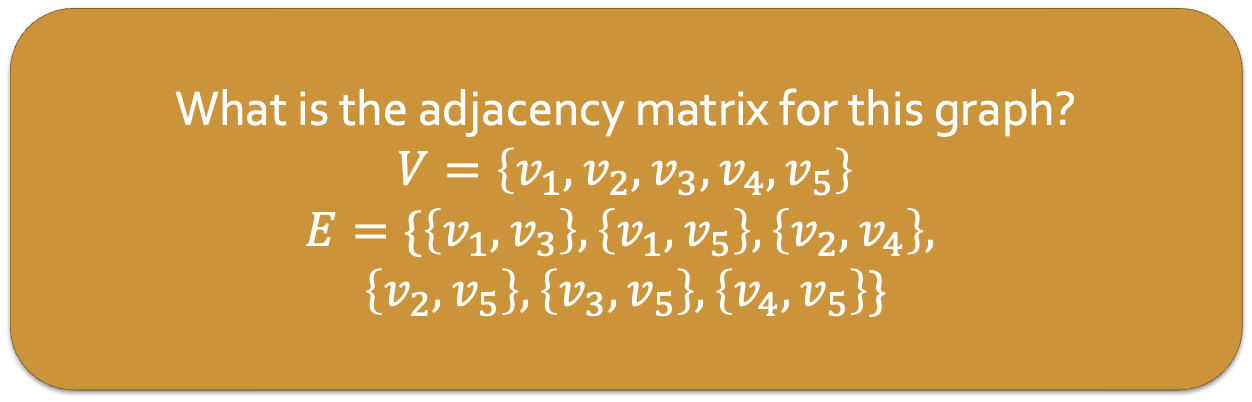 What is the adjacency matrix for this graph?
𝑉 = {𝑣₁, 𝑣₂, 𝑣₃, 𝑣₄, 𝑣₅}
𝐸 = {{𝑣₁, 𝑣₃}, {𝑣₁, 𝑣₅}, {𝑣₂, 𝑣₄},
{𝑣₂, 𝑣₅}, {𝑣₃, 𝑣₅}, {𝑣₄, 𝑣₅}}